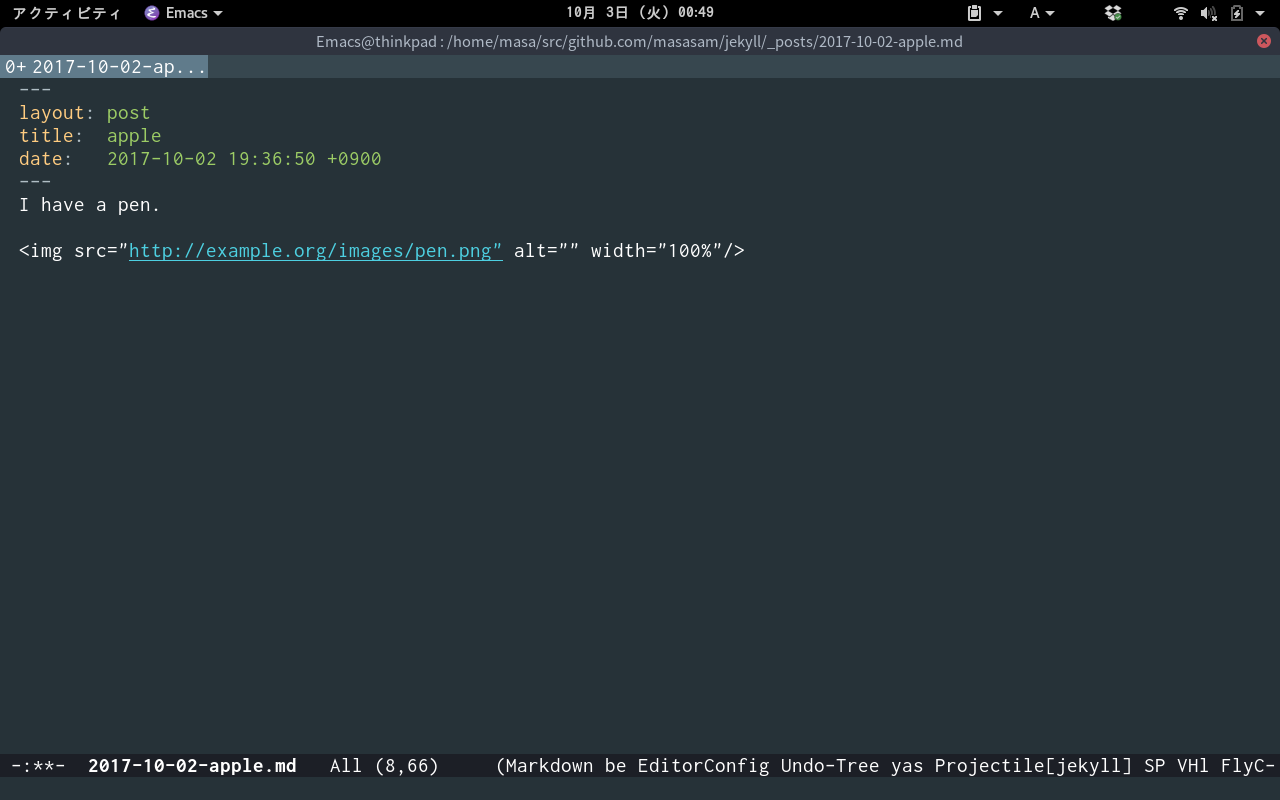 アクティビティ Emacs 10月 3日 (火) 00:49 A
Emacs@thinkpad : /home/masa/src/github.com/masasam/jekyll/_posts/2017-10-02-apple.md
0+ 2017-10-02-ap...
---
layout: post
title:  apple
date:   2017-10-02 19:36:50 +0900
---
I have a pen.
<img src="http://example.org/images/pen.png" alt="" width="100%"/>
-:**-  2017-10-02-apple.md   All (8,66)     (Markdown be EditorConfig Undo-Tree yas Projectile[jekyll] SP VHl FlyC-